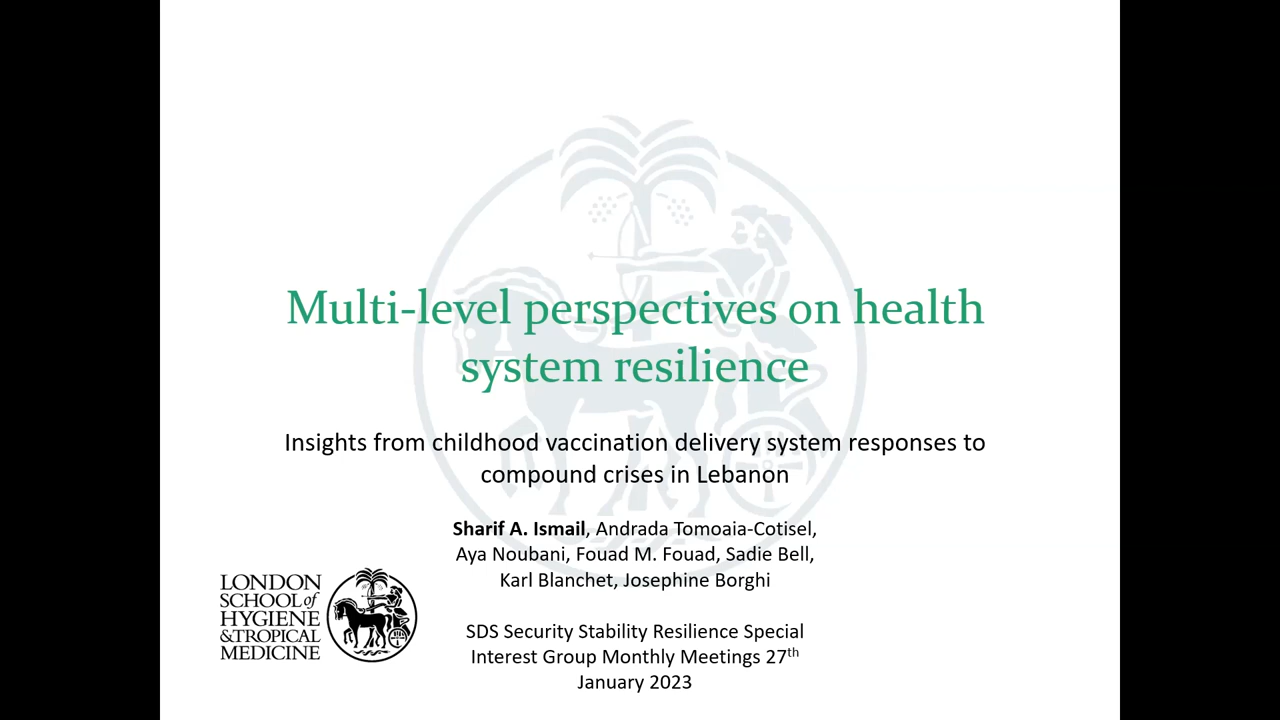 Multi-level perspectives on health
system resilience
Insights from childhood vaccination delivery system responses to
compound crises in Lebanon
Sharif A. Ismail, Andrada Tomoaia-Cotisel,
Aya Noubani, Fouad M. Fouad, Sadie Bell,
Karl Blanchet, Josephine Borghi
LONDON
SCHOOL of
HYGIENE
&TROPICAL
MEDICINE
SDS Security Stability Resilience Special
Interest Group Monthly Meetings 27th
January 2023